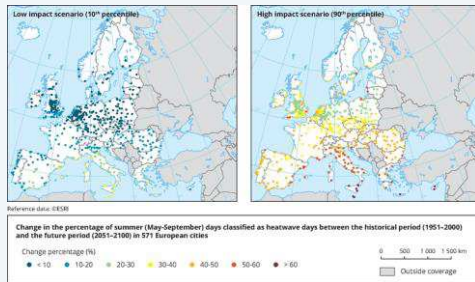 Low impact scenario (10th percentile)
High impact scenario (90th percentile)
Reference data: ©ESRI
Change in the percentage of summer (May-September) days classified as heatwave days between the historical period (1951–2000)
and the future period (2051–2100) in 571 European cities
Change percentage (%)
< 10 10-20 20-30 30-40 40-50 50-60 > 60
0 500 1 000 1 500 km
Outside coverage